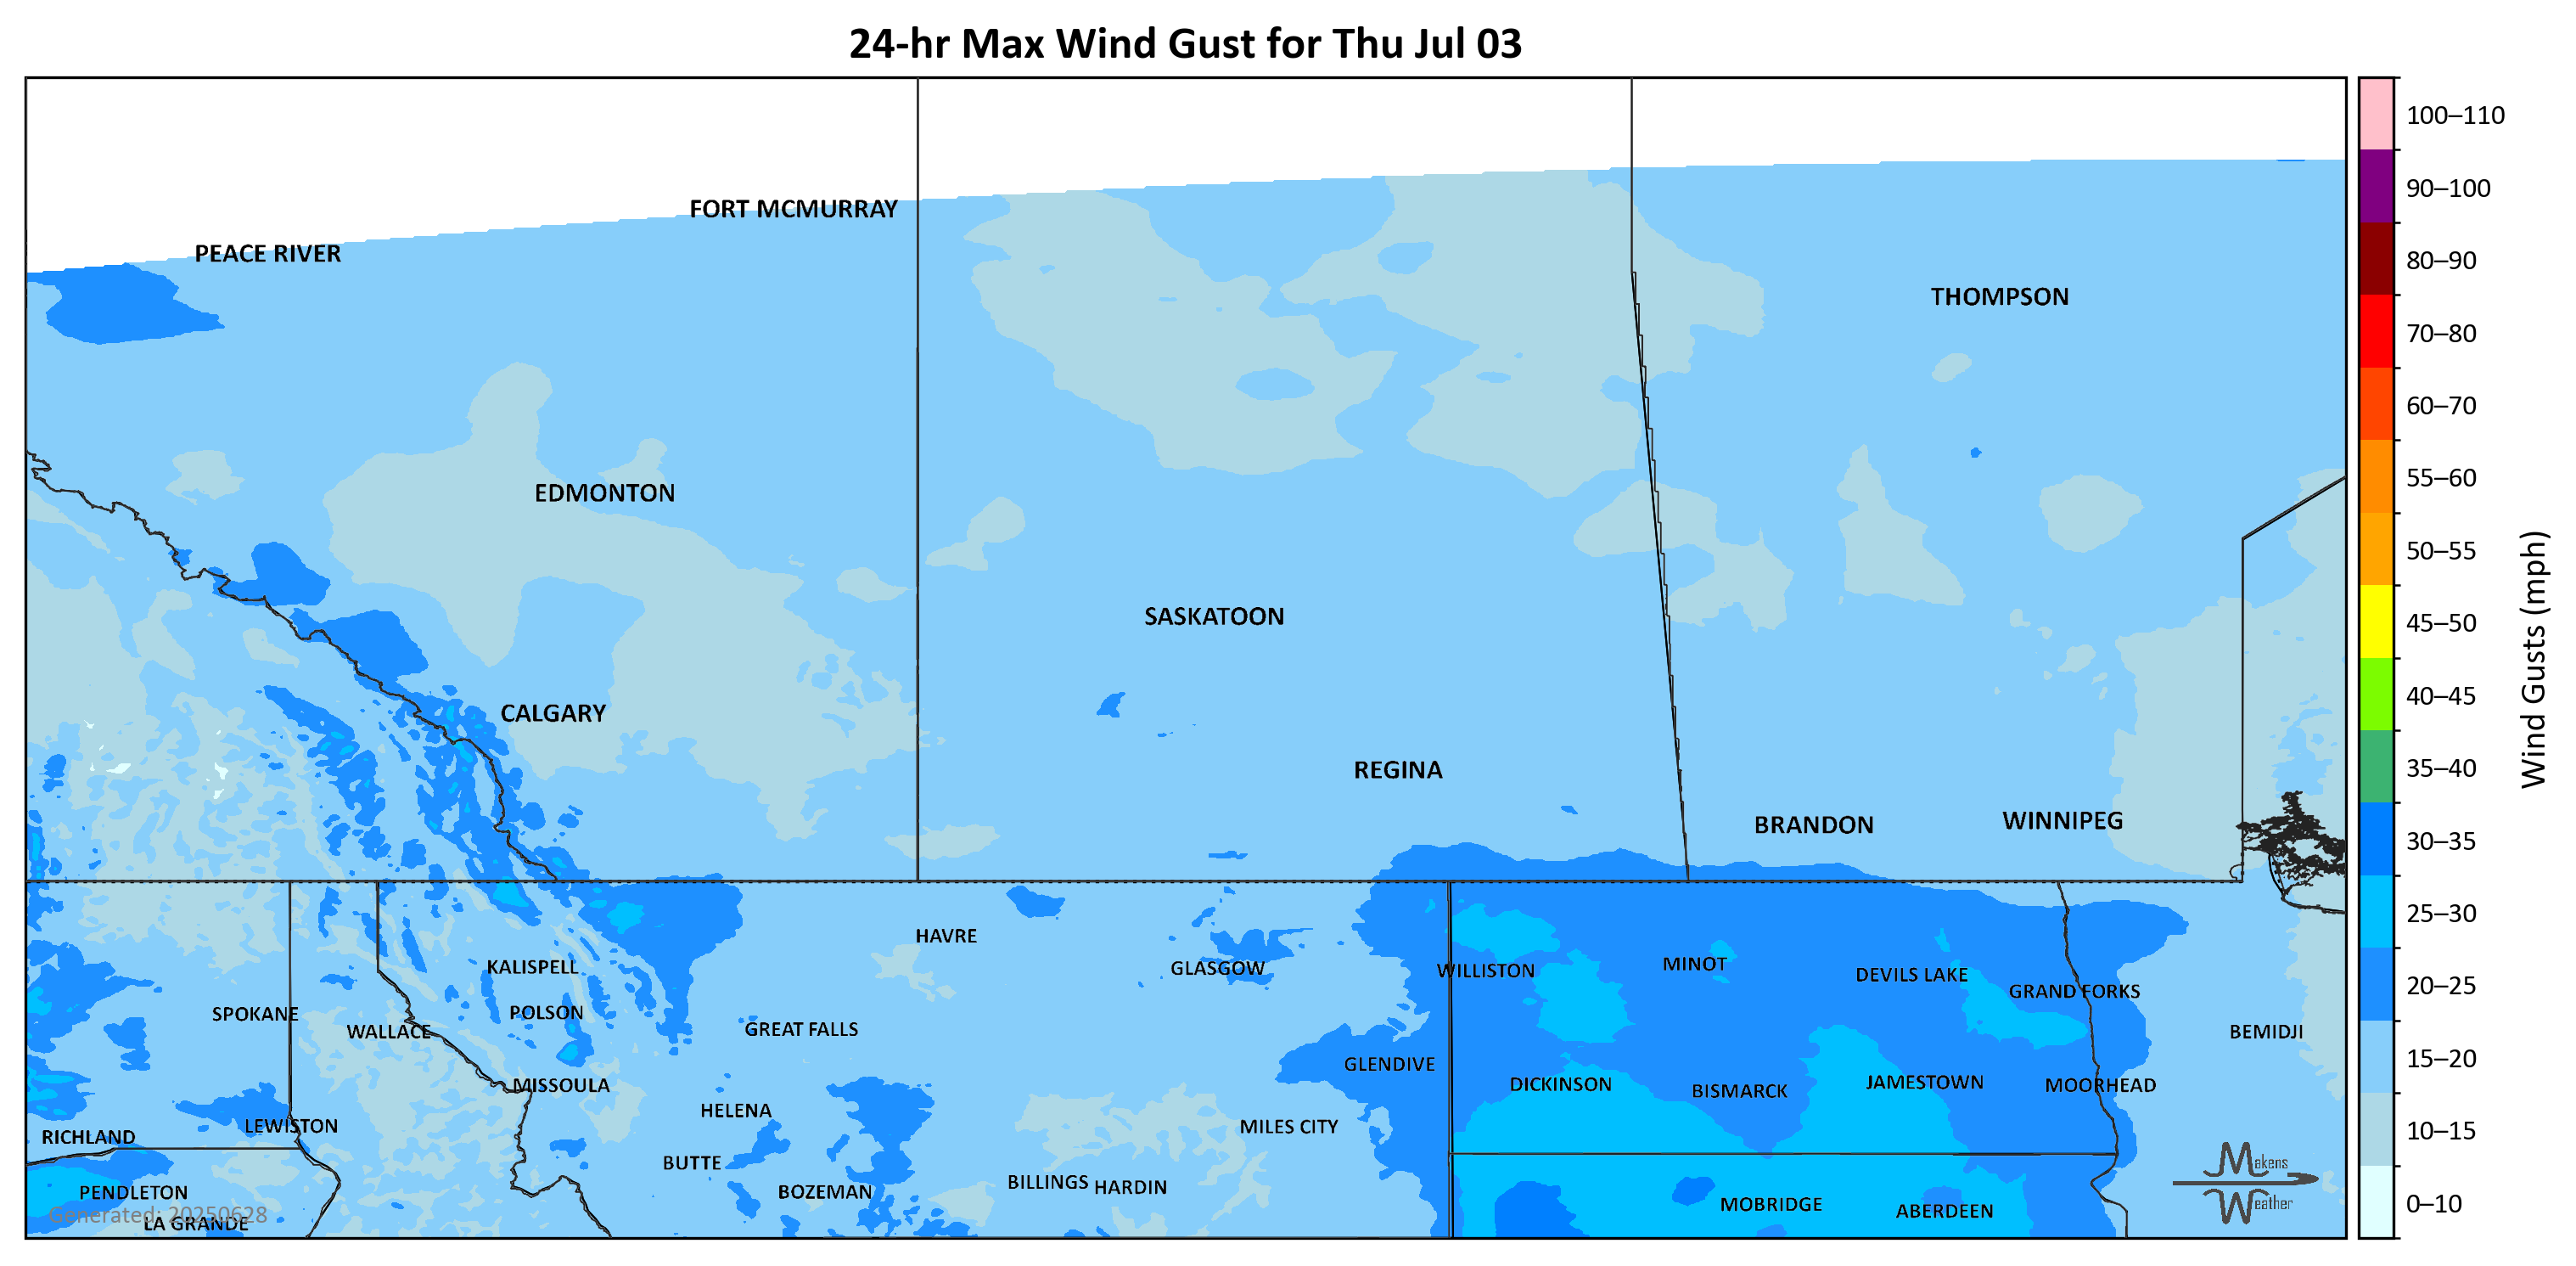 24-hr Max Wind Gust for Thu Jul 03
100–110
90–100
80–90
70–80
60–70
55–60
50–55
45–50
40–45
35–40
30–35
25–30
20–25
15–20
10–15
0–10
Wind Gusts (mph)
FORT MCMURRAY
PEACE RIVER
THOMPSON
EDMONTON
SASKATOON
CALGARY
REGINA
BRANDON
WINNIPEG
HAVRE
KALISPELL
GLASGOW
WILLISTON
MINOT
DEVILS LAKE
GRAND FORKS
SPOKANE
POLSON
WALLACE
GREAT FALLS
BEMIDJI
GLENDIVE
MISSOULA
DICKINSON
BISMARCK
JAMESTOWN
MOORHEAD
HELENA
LEWISTON
MILES CITY
RICHLAND
BUTTE
BILLINGS
HARDIN
PENDLETON
BOZEMAN
MOBRIDGE
ABERDEEN
LA GRANDE
Generated: 20250628
Makens
Weather